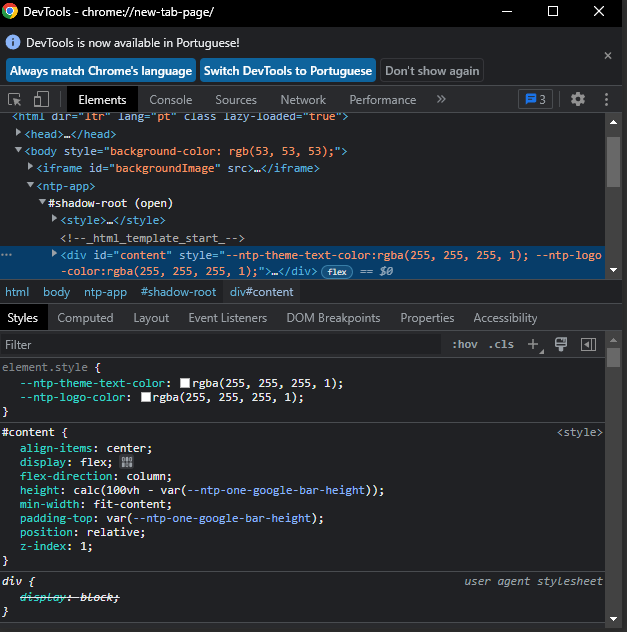 DevTools - chrome://new-tab-page/
DevTools is now available in Portuguese!
Always match Chrome's language Switch DevTools to Portuguese Don't show again
Elements Console Sources Network Performance » 3
<html dir="ltr" lang="pt" class lazy-loaded="true">
<head>…</head>
<body style="background-color: rgb(53, 53, 53);">
<iframe id="backgroundImage" src>…</iframe>
<ntp-app>
#shadow-root (open)
<style>…</style>
<!--_html_template_start_-->
<div id="content" style="--ntp-theme-text-color:rgba(255, 255, 255, 1); --ntp-logo
-color:rgba(255, 255, 255, 1);">…</div> flex == $0
html body ntp-app #shadow-root div#content
Styles Computed Layout Event Listeners DOM Breakpoints Properties Accessibility
Filter :hov .cls
element.style {
--ntp-theme-text-color: rgba(255, 255, 255, 1);
--ntp-logo-color: rgba(255, 255, 255, 1);
}
#content { <style>
align-items: center;
display: flex;
flex-direction: column;
height: calc(100vh - var(--ntp-one-google-bar-height));
min-width: fit-content;
padding-top: var(--ntp-one-google-bar-height);
position: relative;
z-index: 1;
}
div { user agent stylesheet
display: block;
}